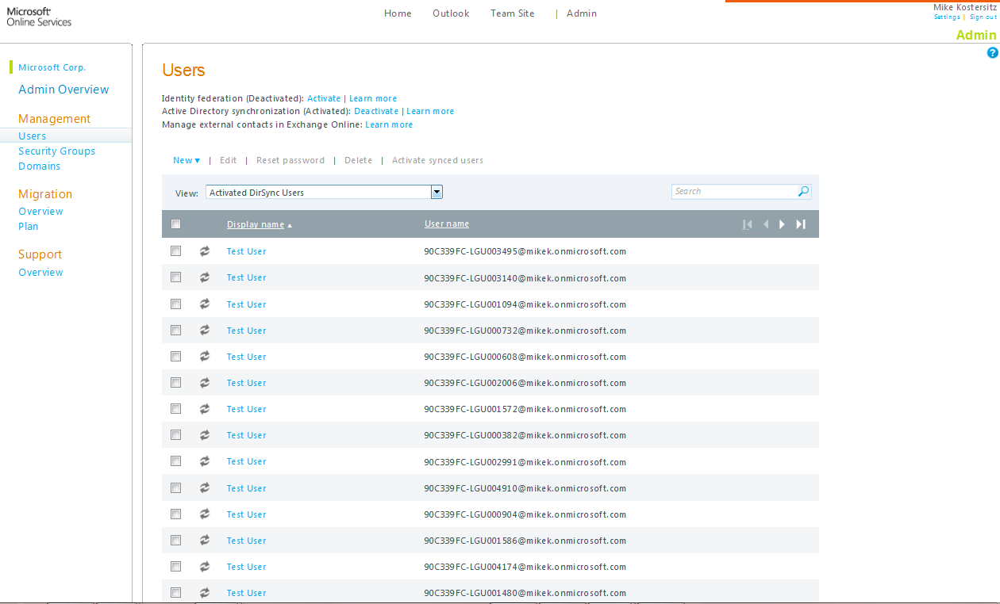 Microsoft
Online Services
Home Outlook Team Site | Admin
Mike Kostersitz
Settings | Sign out
Admin
Microsoft Corp.
Admin Overview
Management
Users
Security Groups
Domains
Migration
Overview
Plan
Support
Overview
Users
Identity federation (Deactivated): Activate | Learn more
Active Directory synchronization (Activated): Deactivate | Learn more
Manage external contacts in Exchange Online: Learn more
New | Edit | Reset password | Delete | Activate synced users
View: Activated DirSync Users Search
Display name User name
Test User 90C339FC-LGU003495@mikek.onmicrosoft.com
Test User 90C339FC-LGU003140@mikek.onmicrosoft.com
Test User 90C339FC-LGU001094@mikek.onmicrosoft.com
Test User 90C339FC-LGU000732@mikek.onmicrosoft.com
Test User 90C339FC-LGU000608@mikek.onmicrosoft.com
Test User 90C339FC-LGU002006@mikek.onmicrosoft.com
Test User 90C339FC-LGU001572@mikek.onmicrosoft.com
Test User 90C339FC-LGU000382@mikek.onmicrosoft.com
Test User 90C339FC-LGU002991@mikek.onmicrosoft.com
Test User 90C339FC-LGU004910@mikek.onmicrosoft.com
Test User 90C339FC-LGU000904@mikek.onmicrosoft.com
Test User 90C339FC-LGU001586@mikek.onmicrosoft.com
Test User 90C339FC-LGU004174@mikek.onmicrosoft.com
Test User 90C339FC-LGU001480@mikek.onmicrosoft.com